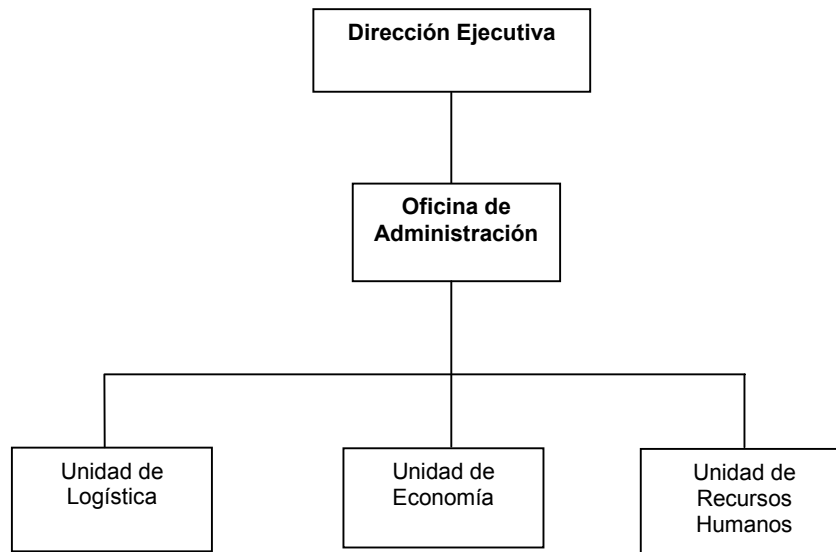 Dirección Ejecutiva
Oficina de
Administración
Unidad de
Logística
Unidad de
Economía
Unidad de
Recursos
Humanos